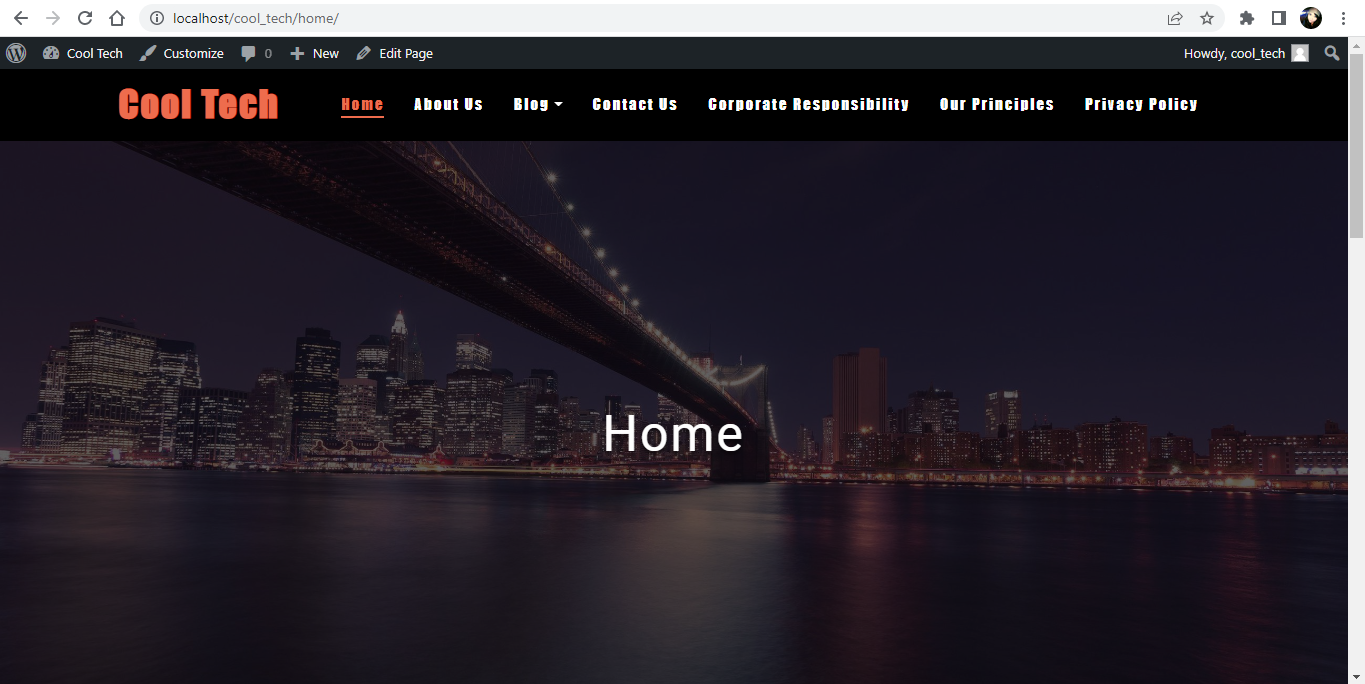 localhost/cool_tech/home/
Cool Tech Customize 0 New Edit Page Howdy, cool_tech
Cool Tech Home About Us Blog Contact Us Corporate Responsibility Our Principles Privacy Policy
Home